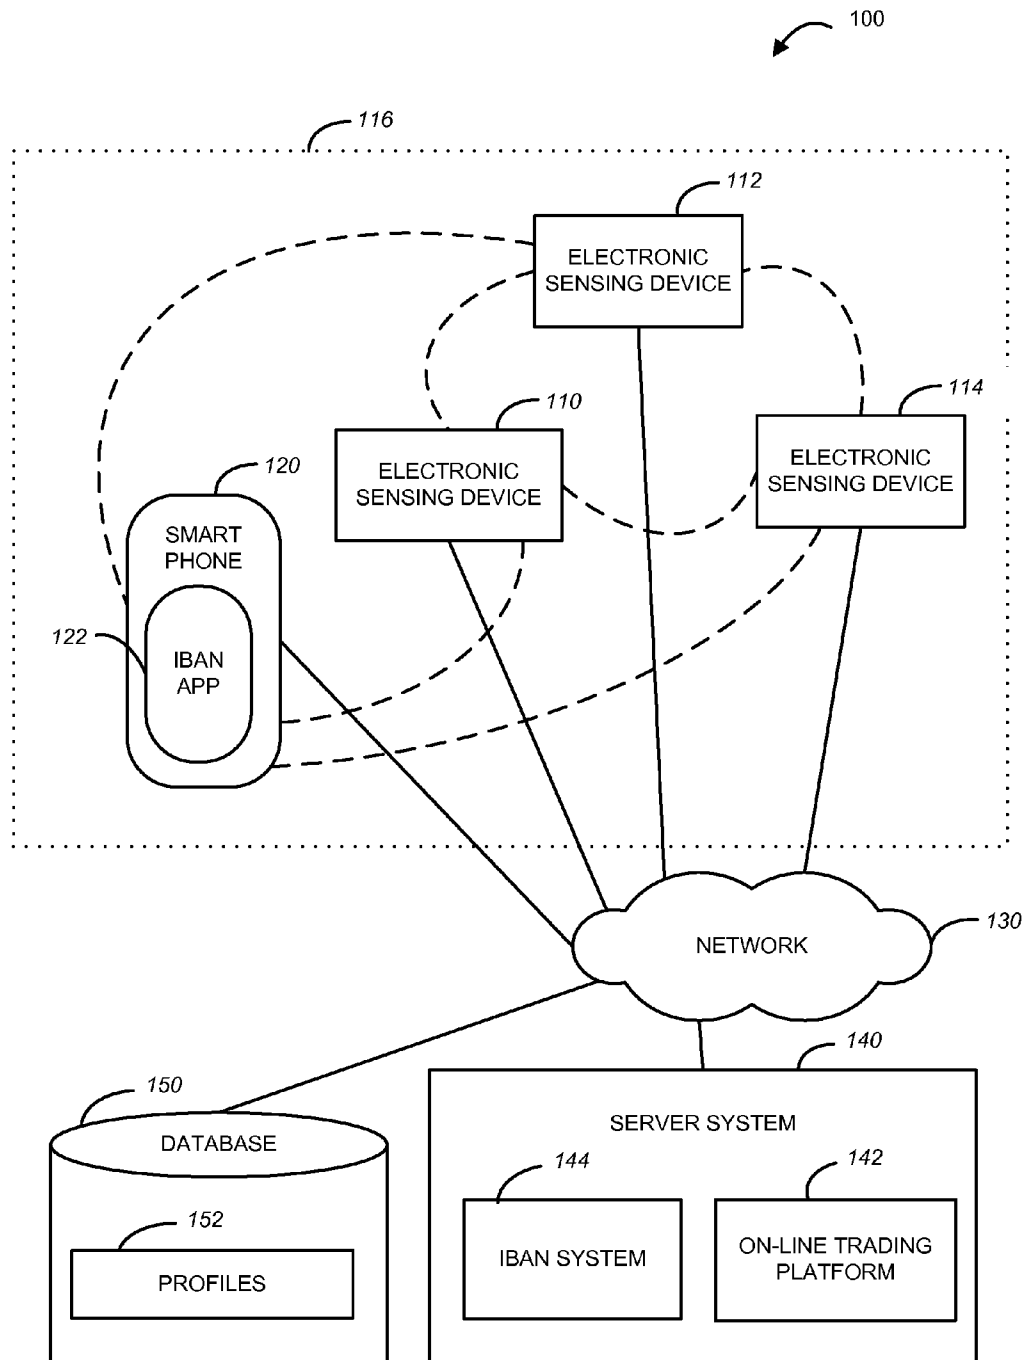 100
116
112
ELECTRONIC
SENSING DEVICE
114
110
ELECTRONIC
SENSING DEVICE
ELECTRONIC
SENSING DEVICE
120
SMART
PHONE
122
IBAN
APP
130
NETWORK
140
150
SERVER SYSTEM
DATABASE
144
142
152
IBAN SYSTEM
ON-LINE TRADING
PLATFORM
PROFILES